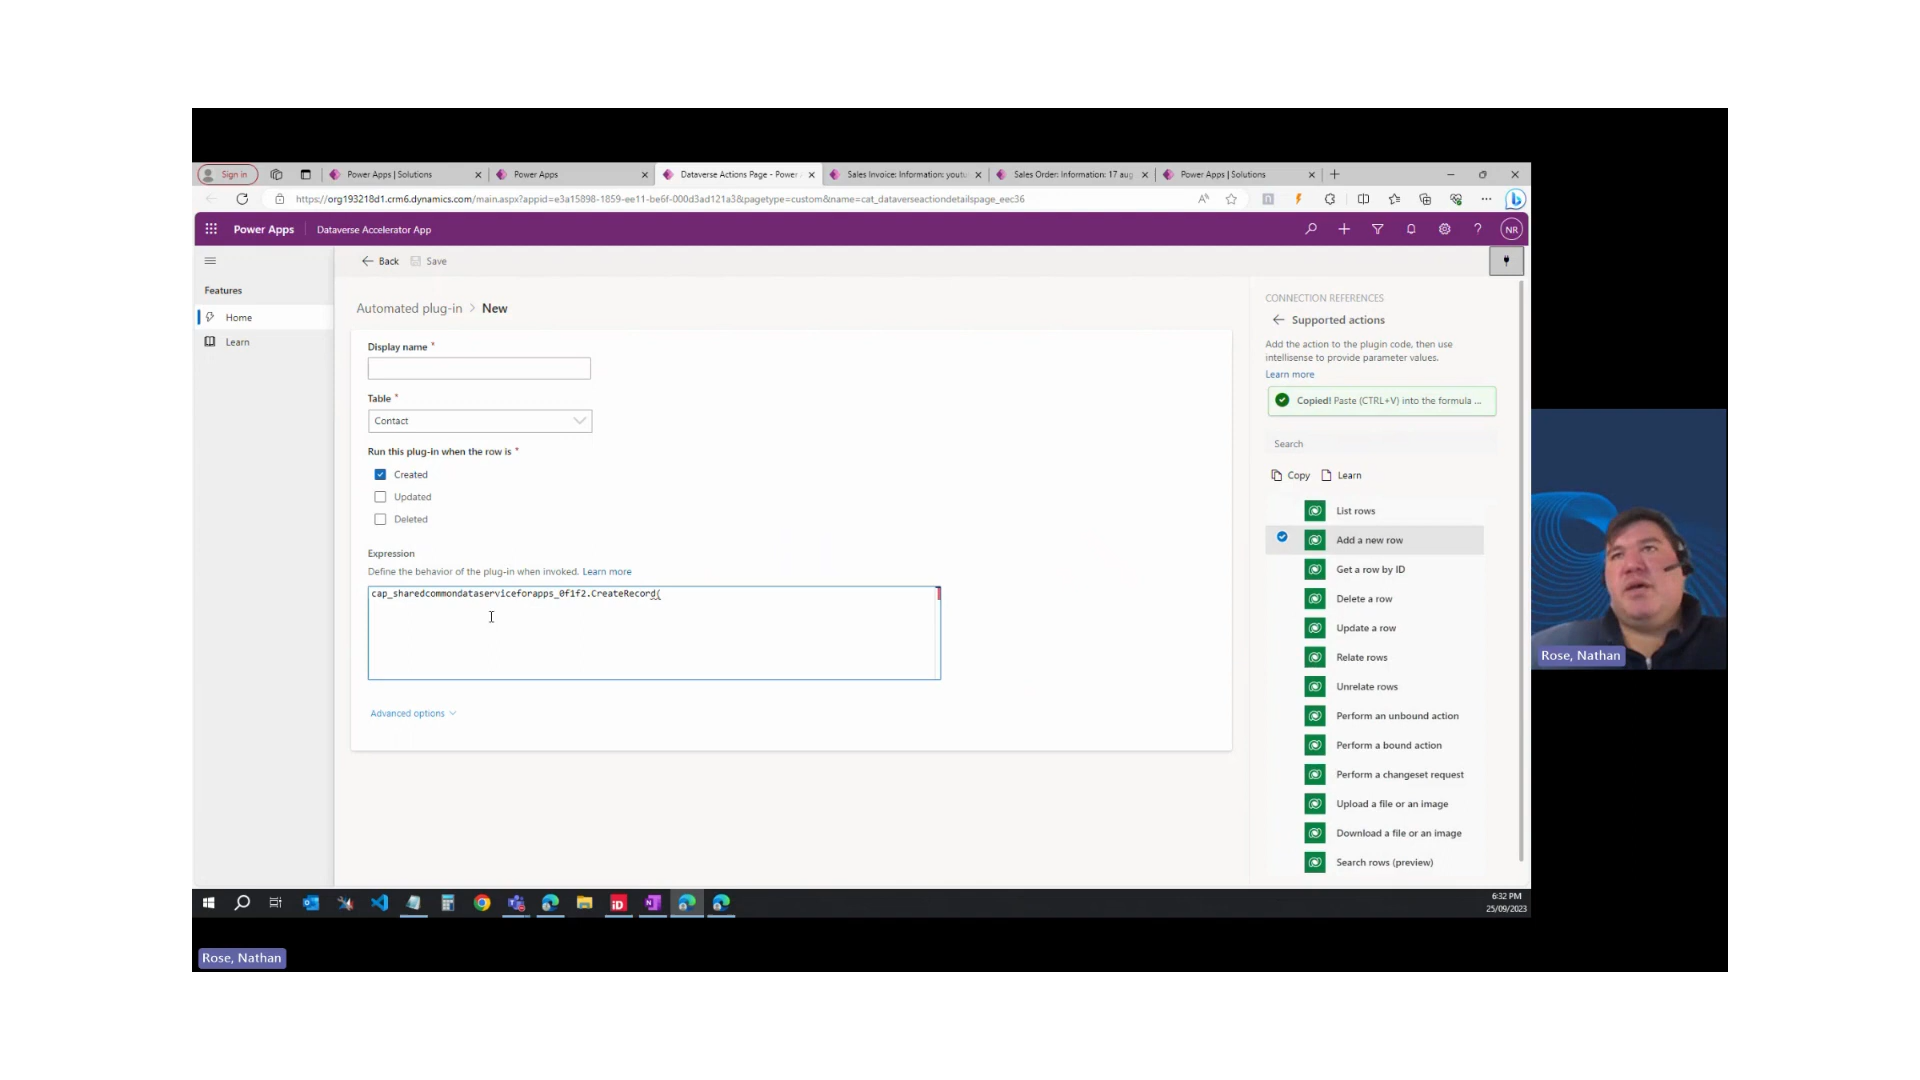 Sign in
Power Apps | Solutions
Power Apps
Dataverse Actions Page - Power
Sales Invoice: Information: youtu
Sales Order: Information: 17 aug
Power Apps | Solutions
https://org193218d1.crm6.dynamics.com/main.aspx?appid=e3a15898-1859-ee11-be6f-000d3ad121a3&pagetype=custom&name=cat_dataverseactiondetailspage_eec36
Power Apps
Dataverse Accelerator App
NR
Back
Save
Features
Home
Learn
Automated plug-in > New
Display name *
Table *
Contact
Run this plug-in when the row is *
Created
Updated
Deleted
Expression
Define the behavior of the plug-in when invoked. Learn more
cap_sharedcommondataserviceforapps_0f1f2.CreateRecord(
Advanced options
CONNECTION REFERENCES
Supported actions
Add the action to the plugin code, then use
intellisense to provide parameter values.
Learn more
Copied! Paste (CTRL+V) into the formula ...
Search
Copy
Learn
List rows
Add a new row
Get a row by ID
Delete a row
Update a row
Relate rows
Unrelate rows
Perform an unbound action
Perform a bound action
Perform a changeset request
Upload a file or an image
Download a file or an image
Search rows (preview)
Rose, Nathan
iD
6:32 PM
25/09/2023
Rose, Nathan